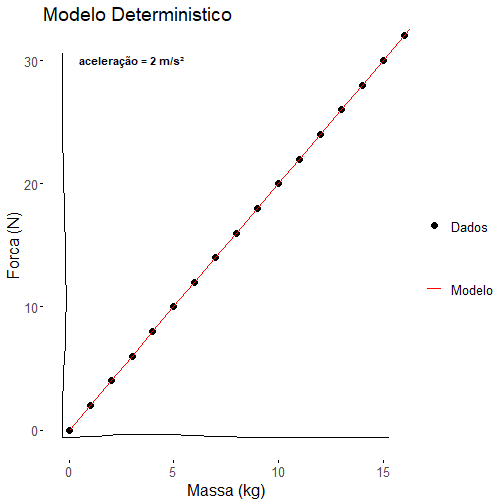 Modelo Deterministico
aceleração = 2 m/s²
30
20
10
0
Forca (N)
0 5 10 15
Massa (kg)
Dados
Modelo